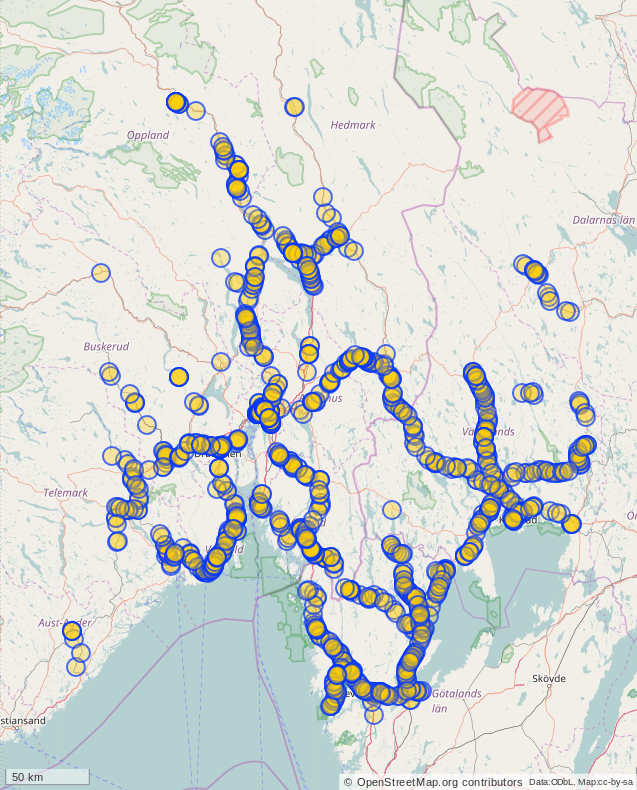 Oppland
Hedmark
Dalarnas län
Buskerud
Telemark
Aust-Agder
stiansand
Skövde
Götalands
län
50 km
© OpenStreetMap.org contributors Data:ODbL, Map:cc-by-sa